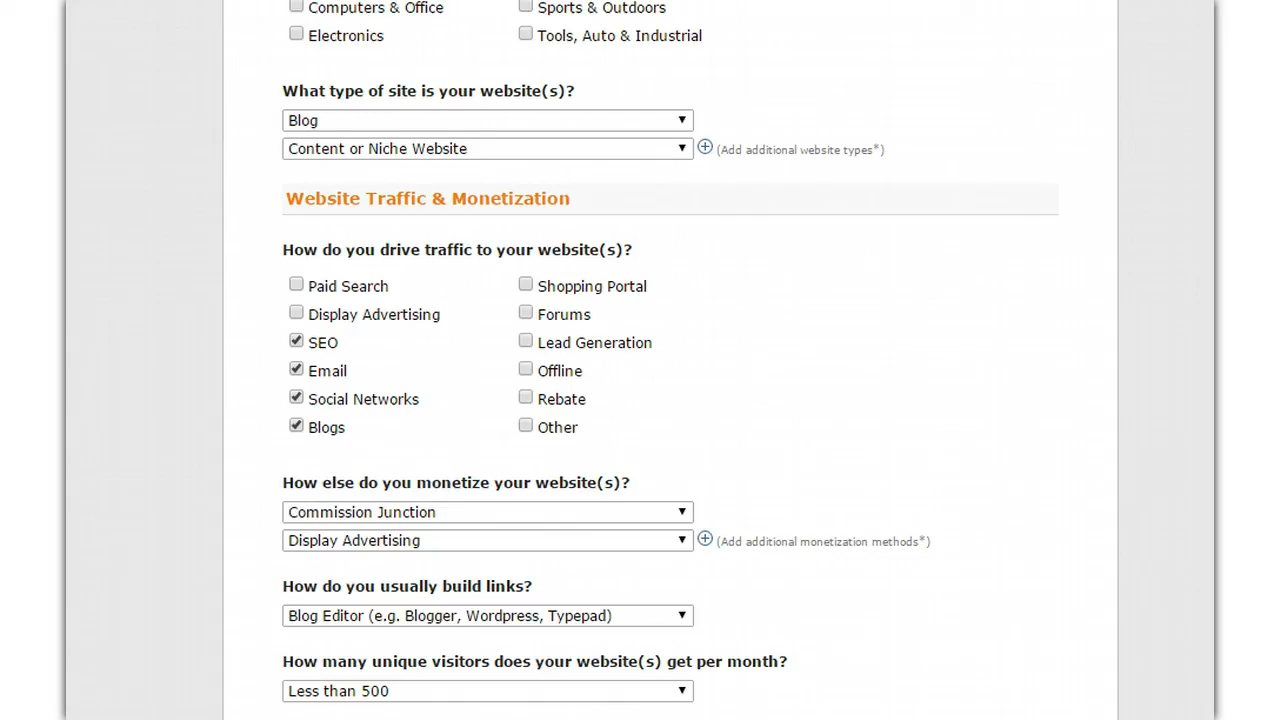 Computers & Office
Sports & Outdoors
Electronics
Tools, Auto & Industrial
What type of site is your website(s)?
Blog
Content or Niche Website
(Add additional website types*)
Website Traffic & Monetization
How do you drive traffic to your website(s)?
Paid Search
Shopping Portal
Display Advertising
Forums
SEO
Lead Generation
Email
Offline
Social Networks
Rebate
Blogs
Other
How else do you monetize your website(s)?
Commission Junction
Display Advertising
(Add additional monetization methods*)
How do you usually build links?
Blog Editor (e.g. Blogger, Wordpress, Typepad)
How many unique visitors does your website(s) get per month?
Less than 500